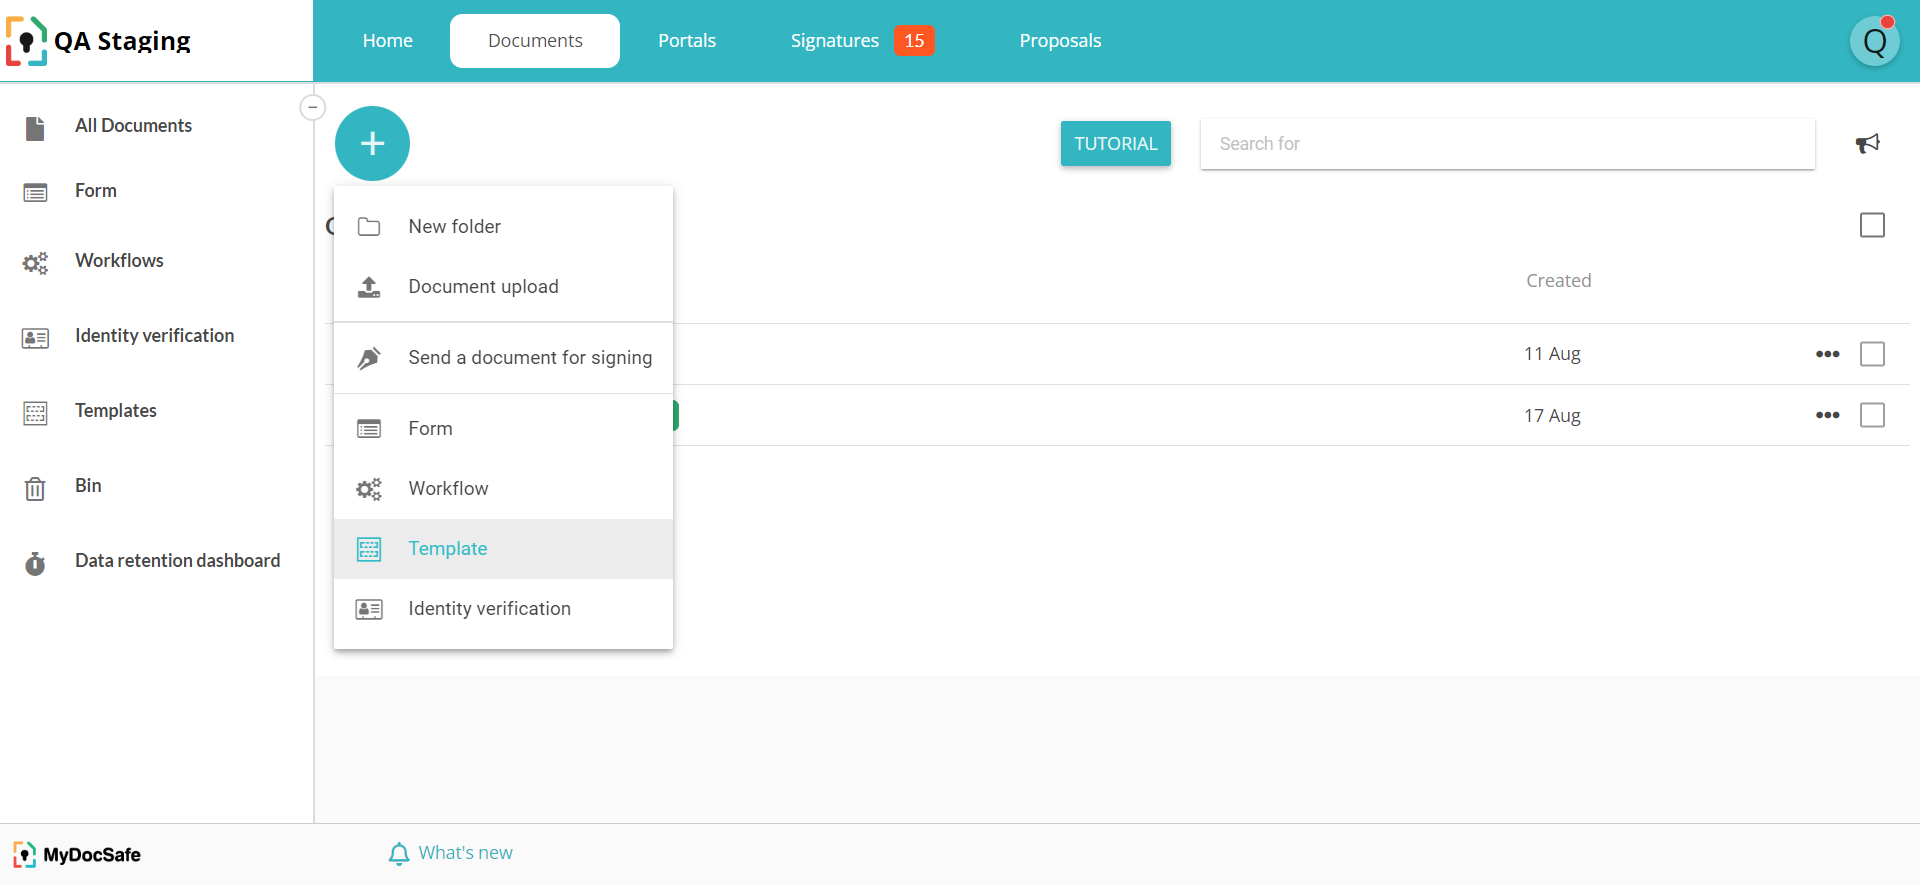 QA Staging
Home
Documents
Portals
Signatures 15
Proposals
Q
All Documents
Form
Workflows
Identity verification
Templates
Bin
Data retention dashboard
TUTORIAL
Search for
New folder
Document upload
Send a document for signing
Form
Workflow
Template
Identity verification
Created
11 Aug
17 Aug
MyDocSafe
What's new